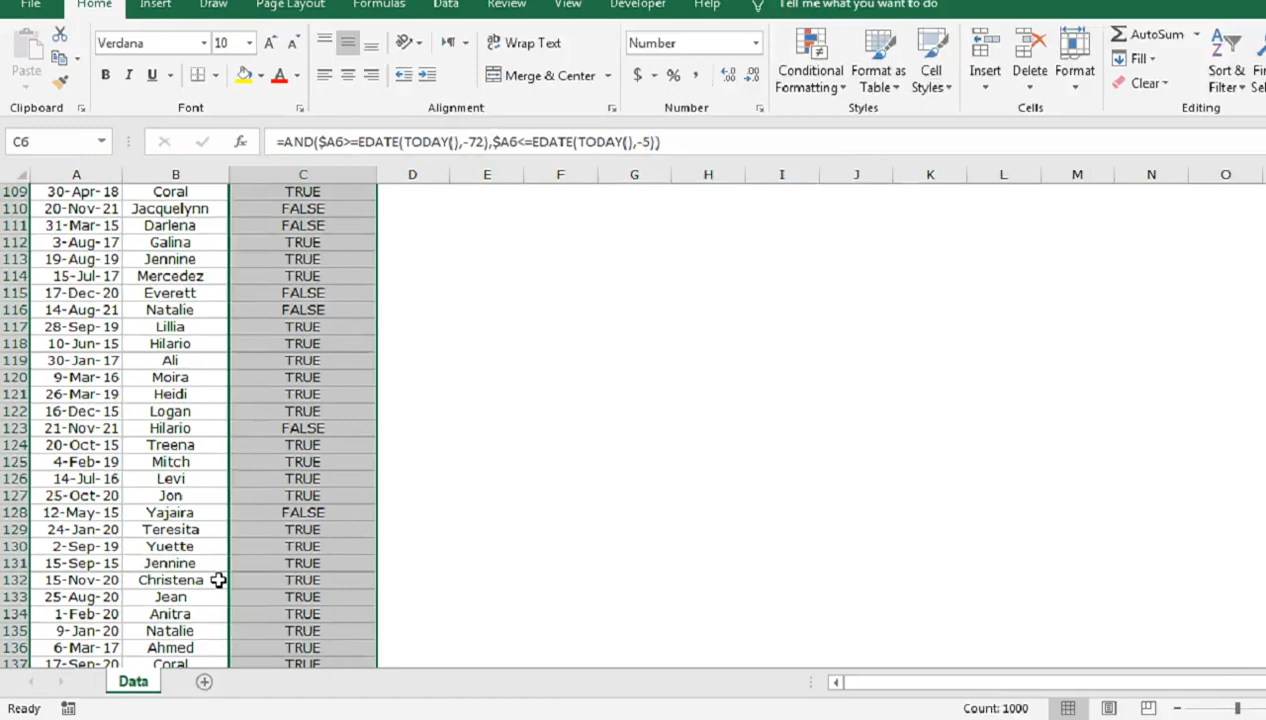 File Home Insert Draw Page Layout Formulas Data Review View Developer Help Tell me what you want to do
Paste Verdana 10 Wrap Text Number Conditional Formatting Format as Table Cell Styles Insert Delete Format AutoSum Fill Clear Sort & Filter
B I U Merge & Center $ %
Clipboard Font Alignment Number Styles Cells Editing
C6 fx =AND($A6>=EDATE(TODAY(),-72),$A6<=EDATE(TODAY(),-5))
A B C D E F G H I J K L M N O
109 30-Apr-18 Coral TRUE
110 20-Nov-21 Jacquelynn FALSE
111 31-Mar-15 Darlena FALSE
112 3-Aug-17 Galina TRUE
113 19-Aug-19 Jennine TRUE
114 15-Jul-17 Mercedez TRUE
115 17-Dec-20 Everett FALSE
116 14-Aug-21 Natalie FALSE
117 28-Sep-19 Lillia TRUE
118 10-Jun-15 Hilario TRUE
119 30-Jan-17 Ali TRUE
120 9-Mar-16 Moira TRUE
121 26-Mar-19 Heidi TRUE
122 16-Dec-15 Logan TRUE
123 21-Nov-21 Hilario FALSE
124 20-Oct-15 Treena TRUE
125 4-Feb-19 Mitch TRUE
126 14-Jul-16 Levi TRUE
127 25-Oct-20 Jon TRUE
128 12-May-15 Yajaira FALSE
129 24-Jan-20 Teresita TRUE
130 2-Sep-19 Yuette TRUE
131 15-Sep-15 Jennine TRUE
132 15-Nov-20 Christena TRUE
133 25-Aug-20 Jean TRUE
134 1-Feb-20 Anitra TRUE
135 9-Jan-20 Natalie TRUE
136 6-Mar-17 Ahmed TRUE
137 17-Sep-20 Coral TRUE
Data
Ready Count: 1000